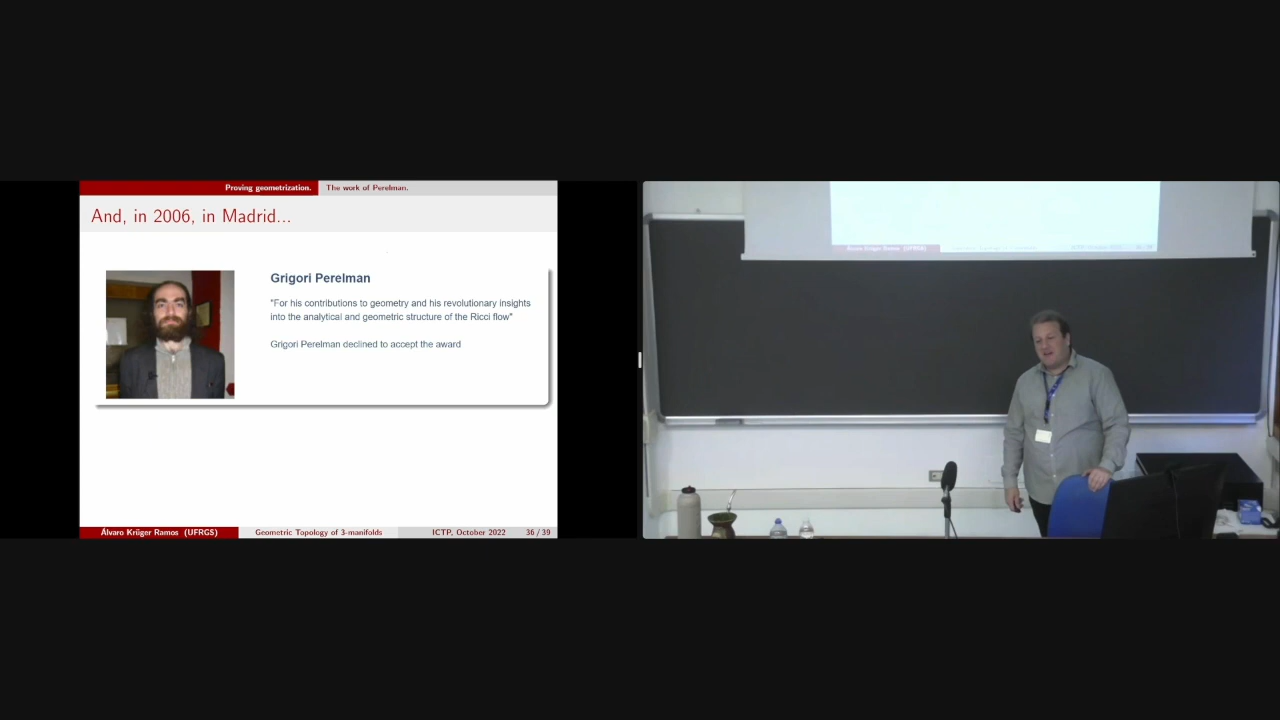 Proving geometrization. The work of Perelman.
And, in 2006, in Madrid...
Grigori Perelman
"For his contributions to geometry and his revolutionary insights
into the analytical and geometric structure of the Ricci flow"
Grigori Perelman declined to accept the award
Álvaro Krüger Ramos (UFRGS) Geometric Topology of 3-manifolds ICTP, October 2022 36 / 39